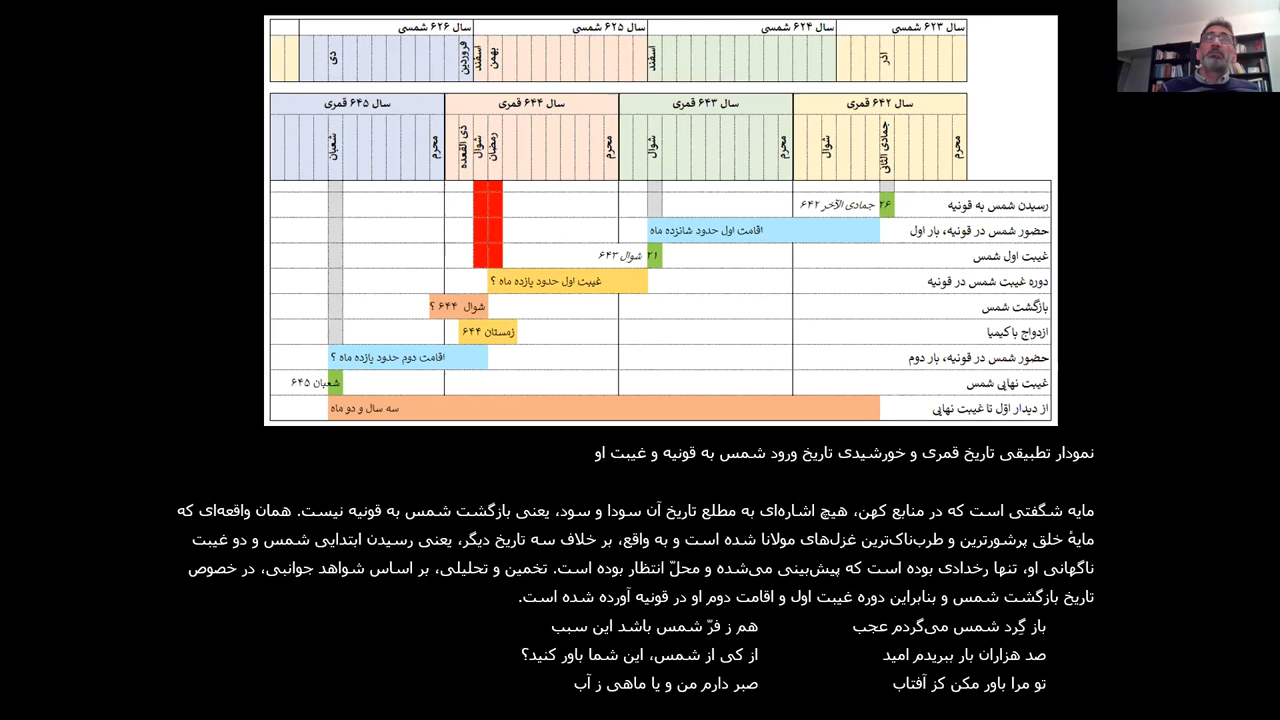 سال ۶۲۳ شمسی سال ۶۲۴ شمسی سال ۶۲۵ شمسی سال ۶۲۶ شمسی
آذر اسفند بهمن اسفند فروردین دی
سال ۶۴۲ قمری سال ۶۴۳ قمری سال ۶۴۴ قمری سال ۶۴۵ قمری
محرم جمادی الثانی شوال محرم شوال محرم رمضان شوال ذی القعده محرم شعبان
رسیدن شمس به قونیه ۲۶ جمادی الآخر ۶۴۲
حضور شمس در قونیه، بار اول اقامت اول حدود شانزده ماه
غیبت اول شمس ۲۱ شوال ۶۴۳
دوره غیبت شمس در قونیه غیبت اول حدود یازده ماه ؟
بازگشت شمس شوال ۶۴۴ ؟
ازدواج با کیمیا زمستان ۶۴۴
حضور شمس در قونیه، بار دوم اقامت دوم حدود یازده ماه ؟
غیبت نهایی شمس شعبان ۶۴۵
از دیدار اوّل تا غیبت نهایی سه سال و دو ماه
نمودار تطبیقی تاریخ قمری و خورشیدی تاریخ ورود شمس به قونیه و غیبت او
مایه شگفتی است که در منابع کهن، هیچ اشاره‌ای به مطلع تاریخ آن سودا و سود، یعنی بازگشت شمس به قونیه نیست. همان واقعه‌ای که
مایهٔ خلق پرشورترین و طرب‌ناک‌ترین غزل‌های مولانا شده است و به واقع، بر خلاف سه تاریخ دیگر، یعنی رسیدن ابتدایی شمس و دو غیبت
ناگهانی او، تنها رخدادی بوده است که پیش‌بینی می‌شده و محلّ انتظار بوده است. تخمین و تحلیلی، بر اساس شواهد جوانبی، در خصوص
تاریخ بازگشت شمس و بنابراین دوره غیبت اول و اقامت دوم او در قونیه آورده شده است.
باز گِرد شمس می‌گردم عجب هم ز فرّ شمس باشد این سبب
صد هزاران بار ببریدم امید از کی از شمس، این شما باور کنید؟
تو مرا باور مکن کز آفتاب صبر دارم من و یا ماهی ز آب